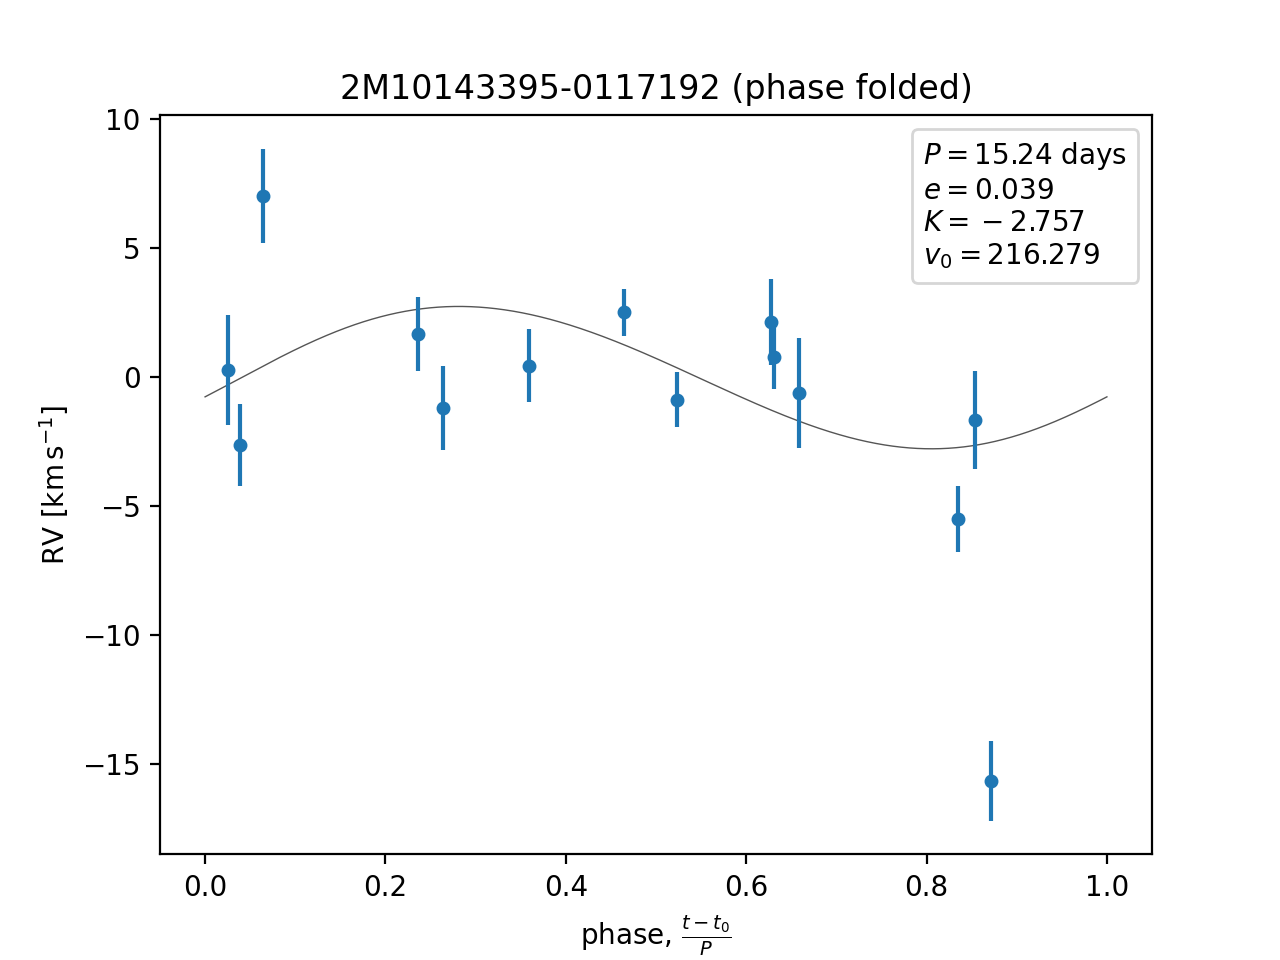 2M10143395-0117192 (phase folded)
P = 15.24 days
e = 0.039
K = −2.757
v₀ = 216.279
10
5
0
−5
−10
−15
RV [km s⁻¹]
0.0 0.2 0.4 0.6 0.8 1.0
phase, (t − t₀)/P